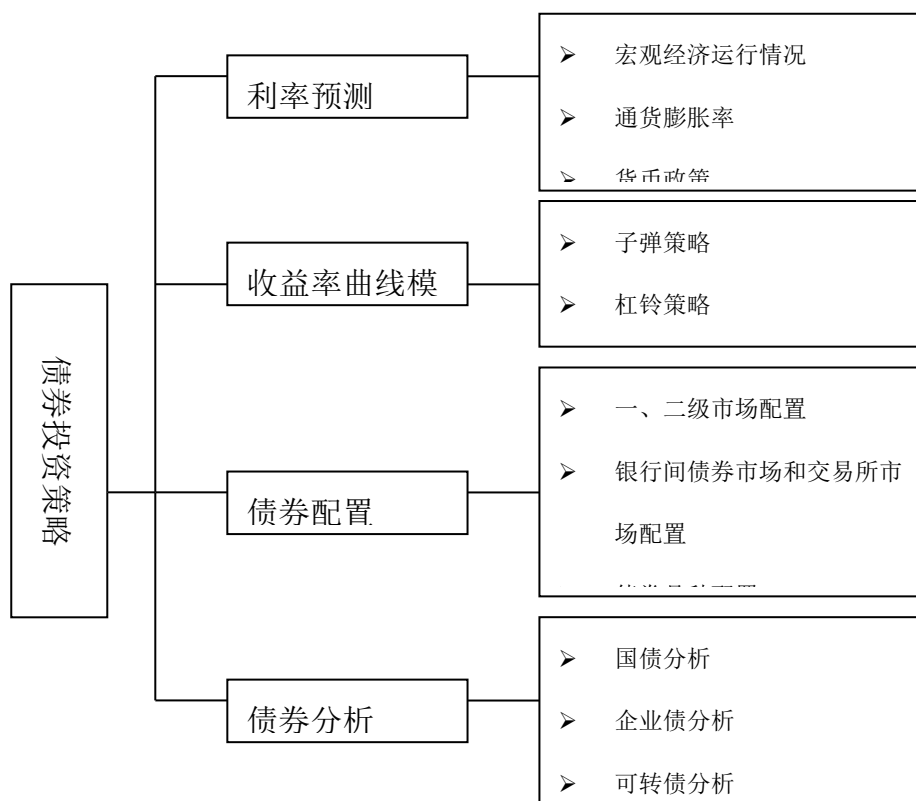 债券投资策略
利率预测
➢ 宏观经济运行情况
➢ 通货膨胀率
➢ 货币政策
收益率曲线模
➢ 子弹策略
➢ 杠铃策略
债券配置
➢ 一、二级市场配置
➢ 银行间债券市场和交易所市
场配置
债券分析
➢ 国债分析
➢ 企业债分析
➢ 可转债分析